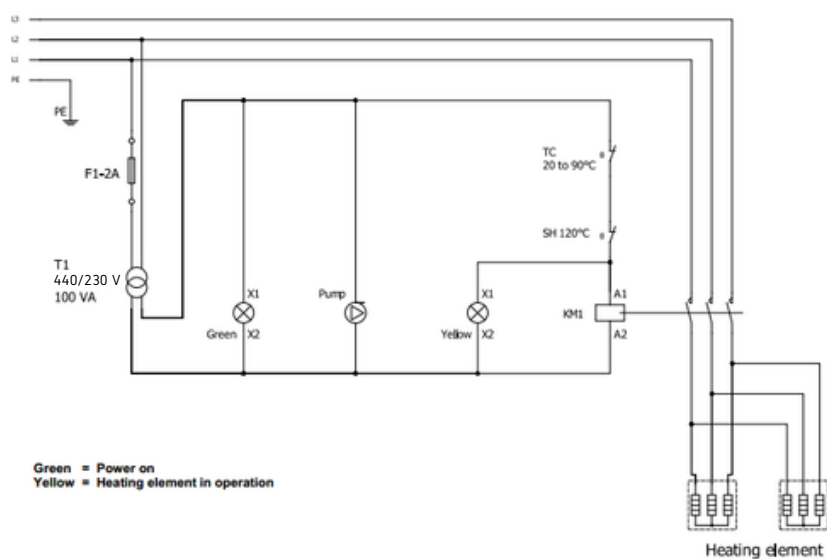 L3
L2
L1
PE
PE
F1-2A
T1
440/230 V
100 VA
TC
20 to 90°C
SH 120°C
X1
Green X2
Pump
X1
Yellow X2
A1
KM1
A2
Green = Power on
Yellow = Heating element in operation
Heating element